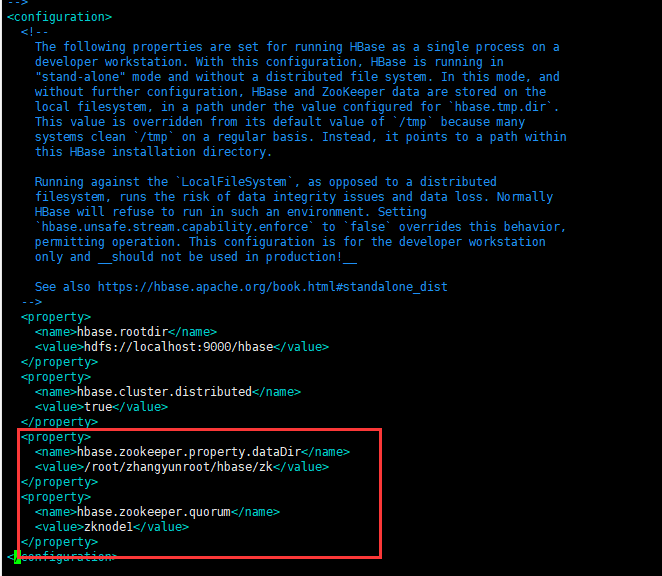 -->
<configuration>
<!--
The following properties are set for running HBase as a single process on a
developer workstation. With this configuration, HBase is running in
"stand-alone" mode and without a distributed file system. In this mode, and
without further configuration, HBase and ZooKeeper data are stored on the
local filesystem, in a path under the value configured for `hbase.tmp.dir`.
This value is overridden from its default value of `/tmp` because many
systems clean `/tmp` on a regular basis. Instead, it points to a path within
this HBase installation directory.

Running against the `LocalFileSystem`, as opposed to a distributed
filesystem, runs the risk of data integrity issues and data loss. Normally
HBase will refuse to run in such an environment. Setting
`hbase.unsafe.stream.capability.enforce` to `false` overrides this behavior,
permitting operation. This configuration is for the developer workstation
only and __should not be used in production!__

See also https://hbase.apache.org/book.html#standalone_dist
-->
<property>
<name>hbase.rootdir</name>
<value>hdfs://localhost:9000/hbase</value>
</property>
<property>
<name>hbase.cluster.distributed</name>
<value>true</value>
</property>
<property>
<name>hbase.zookeeper.property.dataDir</name>
<value>/root/zhangyunroot/hbase/zk</value>
</property>
<property>
<name>hbase.zookeeper.quorum</name>
<value>zknode1</value>
</property>
</configuration>